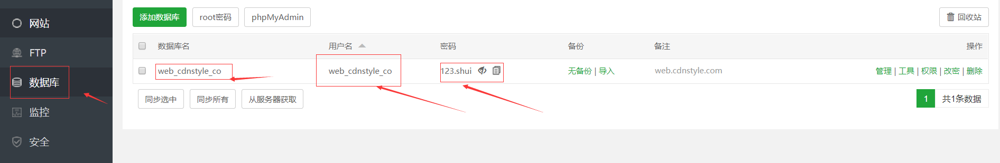 网站
FTP
数据库
监控
安全
添加数据库 root密码 phpMyAdmin 回收站
数据库名 用户名 密码 备份 备注 操作
web_cdnstyle_co web_cdnstyle_co 123.shui 无备份 | 导入 web.cdnstyle.com 管理 | 工具 | 权限 | 改密 | 删除
同步选中 同步所有 从服务器获取 1 共1条数据